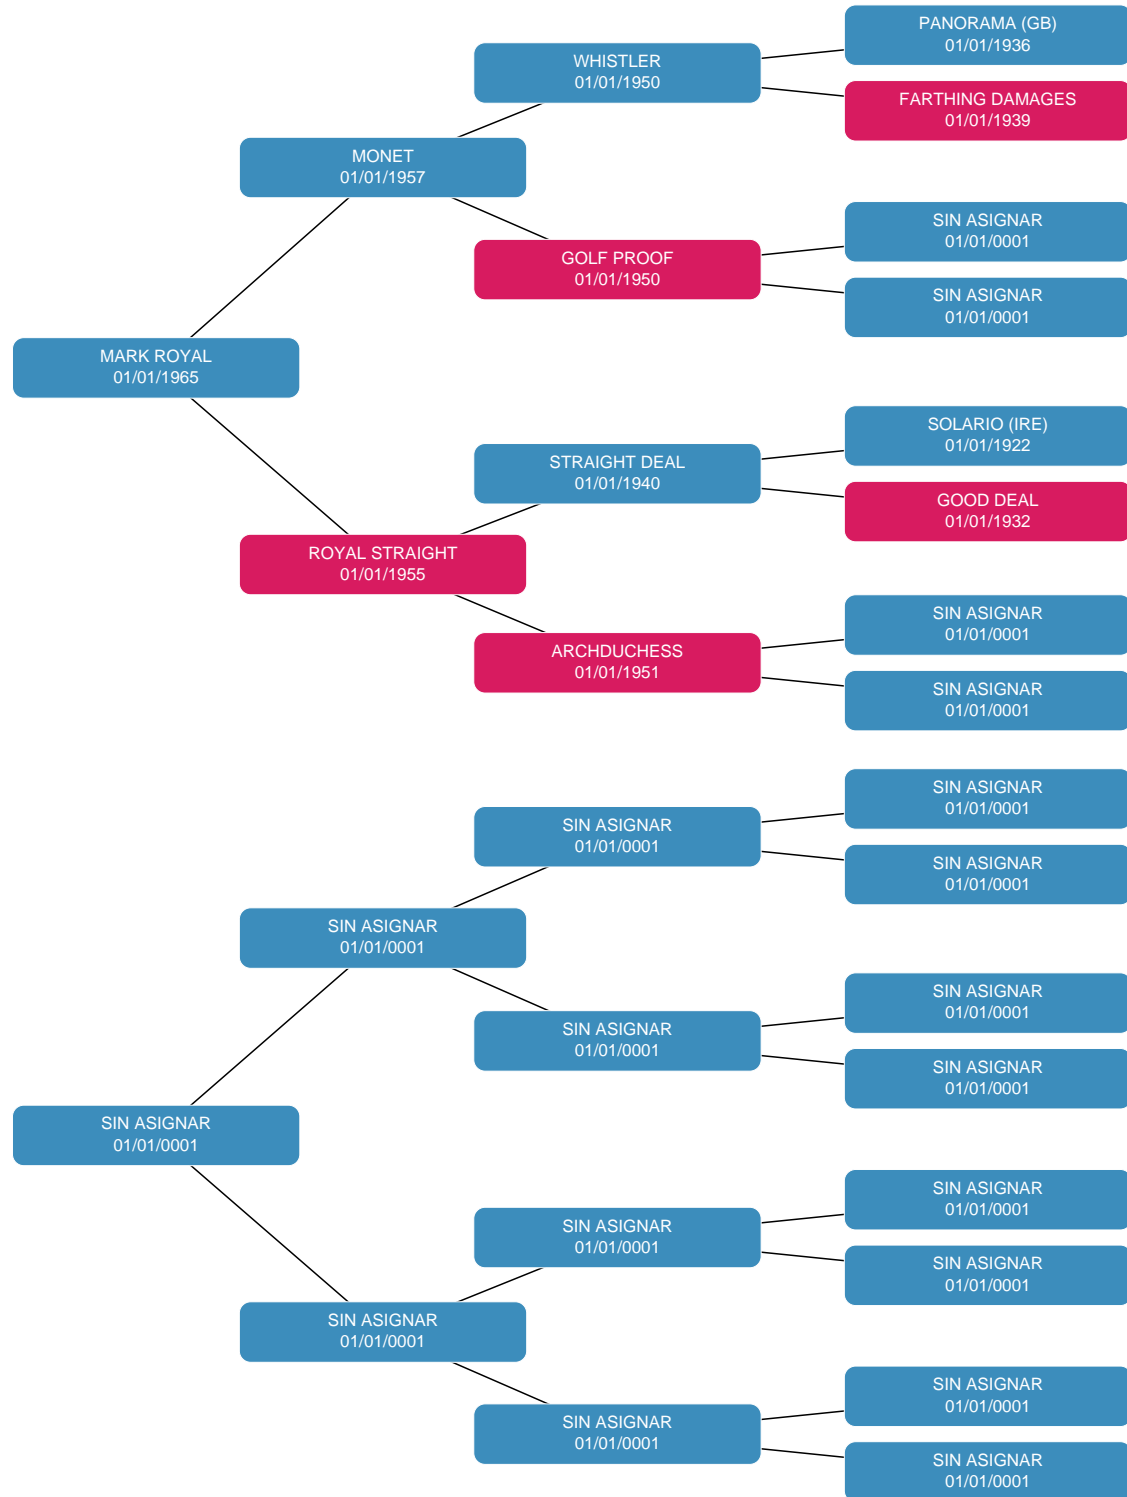 PANORAMA (GB)
01/01/1936
WHISTLER
01/01/1950
FARTHING DAMAGES
01/01/1939
MONET
01/01/1957
SIN ASIGNAR
01/01/0001
GOLF PROOF
01/01/1950
SIN ASIGNAR
01/01/0001
MARK ROYAL
01/01/1965
SOLARIO (IRE)
01/01/1922
STRAIGHT DEAL
01/01/1940
GOOD DEAL
01/01/1932
ROYAL STRAIGHT
01/01/1955
SIN ASIGNAR
01/01/0001
ARCHDUCHESS
01/01/1951
SIN ASIGNAR
01/01/0001
SIN ASIGNAR
01/01/0001
SIN ASIGNAR
01/01/0001
SIN ASIGNAR
01/01/0001
SIN ASIGNAR
01/01/0001
SIN ASIGNAR
01/01/0001
SIN ASIGNAR
01/01/0001
SIN ASIGNAR
01/01/0001
SIN ASIGNAR
01/01/0001
SIN ASIGNAR
01/01/0001
SIN ASIGNAR
01/01/0001
SIN ASIGNAR
01/01/0001
SIN ASIGNAR
01/01/0001
SIN ASIGNAR
01/01/0001
SIN ASIGNAR
01/01/0001
SIN ASIGNAR
01/01/0001